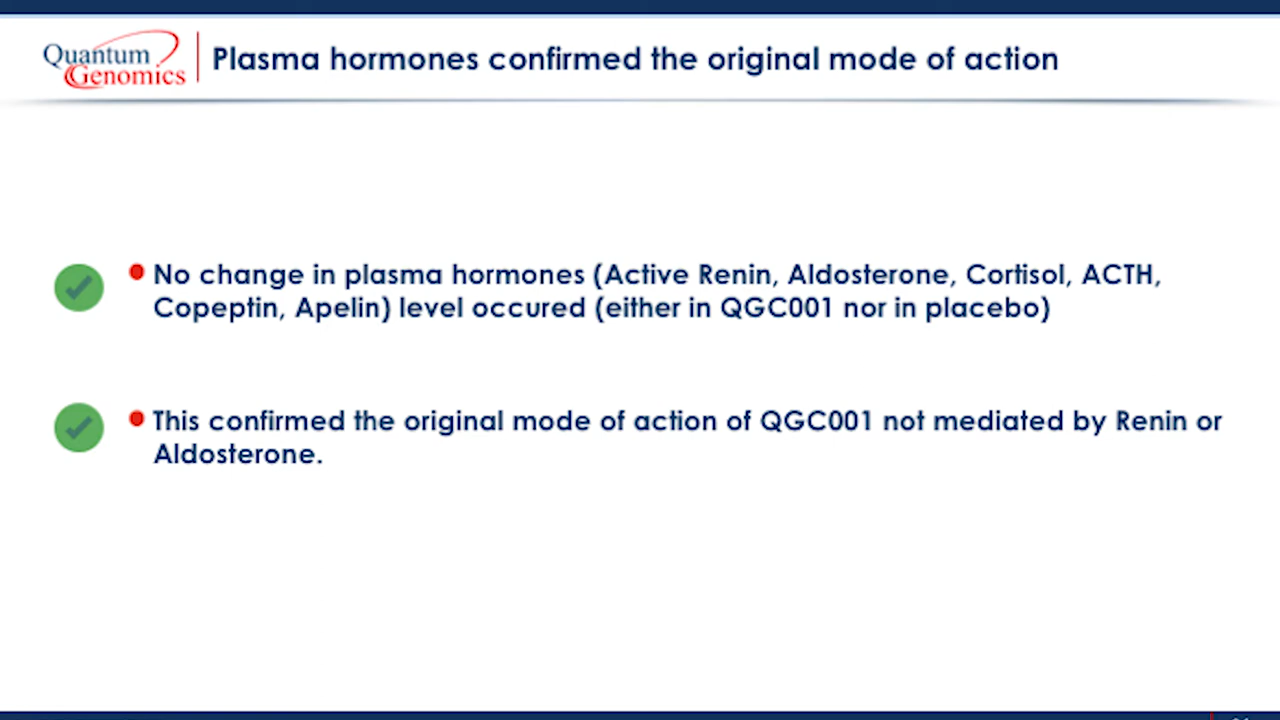 Quantum
Genomics
Plasma hormones confirmed the original mode of action
No change in plasma hormones (Active Renin, Aldosterone, Cortisol, ACTH,
Copeptin, Apelin) level occured (either in QGC001 nor in placebo)
This confirmed the original mode of action of QGC001 not mediated by Renin or
Aldosterone.